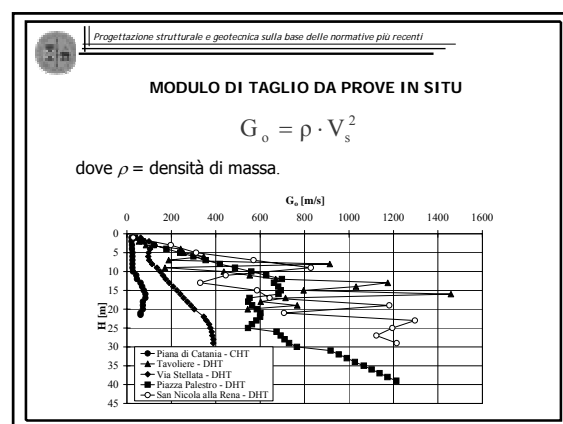 Progettazione strutturale e geotecnica sulla base delle normative più recenti
MODULO DI TAGLIO DA PROVE IN SITU
G₀ = ρ · Vₛ²
dove ρ = densità di massa.
G₀ [m/s]
0 200 400 600 800 1000 1200 1400 1600
H [m]
0
5
10
15
20
25
30
35
40
45
Piana di Catania - CHT
Tavoliere - DHT
Via Stellata - DHT
Piazza Palestro - DHT
San Nicola alla Rena - DHT